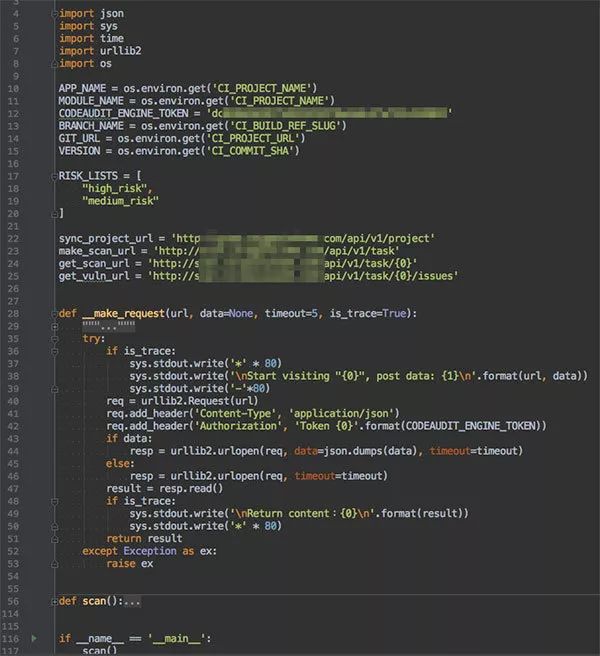 3
4 import json
5 import sys
6 import time
7 import urllib2
8 import os
9
10 APP_NAME = os.environ.get('CI_PROJECT_NAME')
11 MODULE_NAME = os.environ.get('CI_PROJECT_NAME')
12 CODEAUDIT_ENGINE_TOKEN = 'dc '
13 BRANCH_NAME = os.environ.get('CI_BUILD_REF_SLUG')
14 GIT_URL = os.environ.get('CI_PROJECT_URL')
15 VERSION = os.environ.get('CI_COMMIT_SHA')
16
17 RISK_LISTS = [
18 "high_risk",
19 "medium_risk"
20 ]
21
22 sync_project_url = 'http com/api/v1/project'
23 make_scan_url = 'http:// api/v1/task'
24 get_scan_url = 'http://s api/v1/task/{0}'
25 get_vuln_url = 'http://s api/v1/task/{0}/issues'
26
27
28 def __make_request(url, data=None, timeout=5, is_trace=True):
29 """..."""
35 try:
36 if is_trace:
37 sys.stdout.write('*' * 80)
38 sys.stdout.write('\nStart visiting "{0}", post data: {1}\n'.format(url, data))
39 sys.stdout.write('-'*80)
40 req = urllib2.Request(url)
41 req.add_header('Content-Type', 'application/json')
42 req.add_header('Authorization', 'Token {0}'.format(CODEAUDIT_ENGINE_TOKEN))
43 if data:
44 resp = urllib2.urlopen(req, data=json.dumps(data), timeout=timeout)
45 else:
46 resp = urllib2.urlopen(req, timeout=timeout)
47 result = resp.read()
48 if is_trace:
49 sys.stdout.write('\nReturn content：{0}\n'.format(result))
50 sys.stdout.write('*' * 80)
51 return result
52 except Exception as ex:
53 raise ex
54
55
56 def scan():...
114
115
116 if __name__ == '__main__':
117 scan()